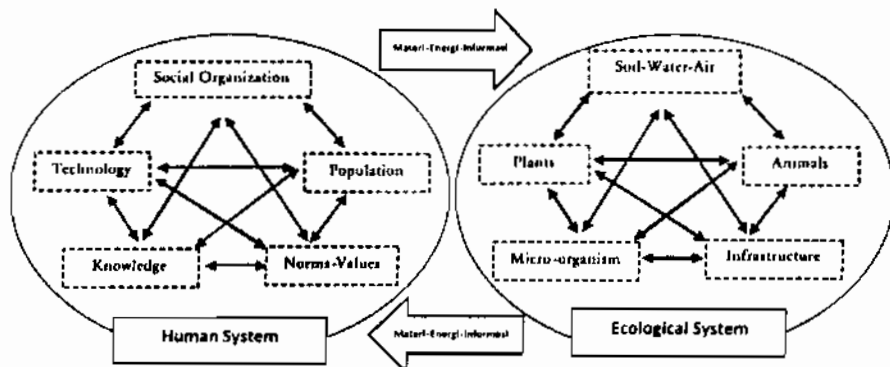 Materi-Energi-Informasi
Social Organization
Soil-Water-Air
Technology
Population
Plants
Animals
Knowledge
Norma-Values
Micro-organism
Infrastructure
Human System
Materi-Energi-Informasi
Ecological System